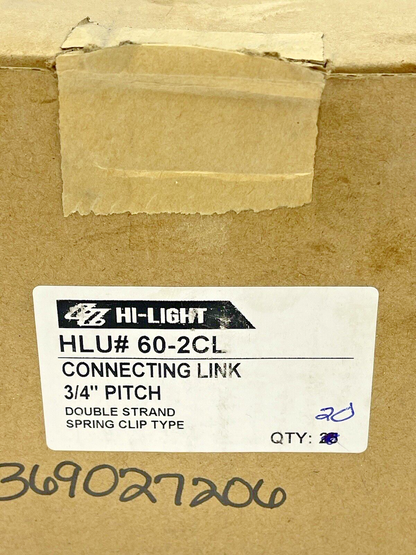 HI-LIGHT
HLU# 60-2CL
CONNECTING LINK
3/4" PITCH
DOUBLE STRAND
SPRING CLIP TYPE
20
QTY:
369027206